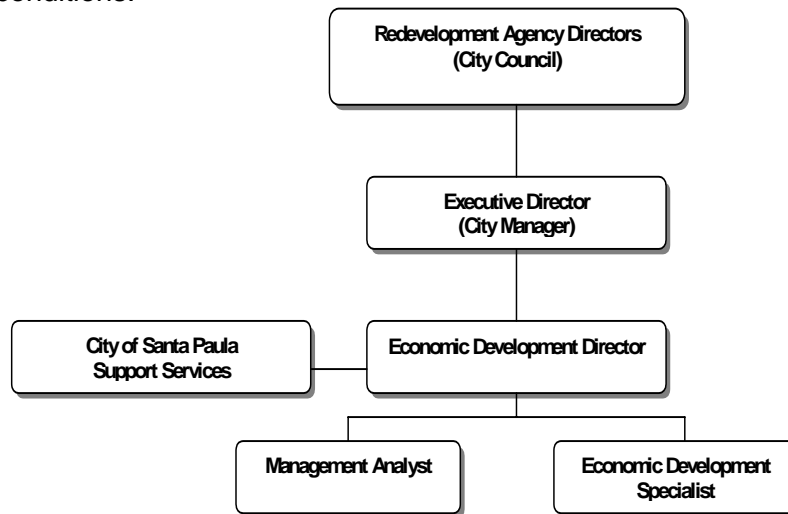 conditions.
Redevelopment Agency Directors
(City Council)
Executive Director
(City Manager)
City of Santa Paula
Support Services
Economic Development Director
Management Analyst
Economic Development
Specialist